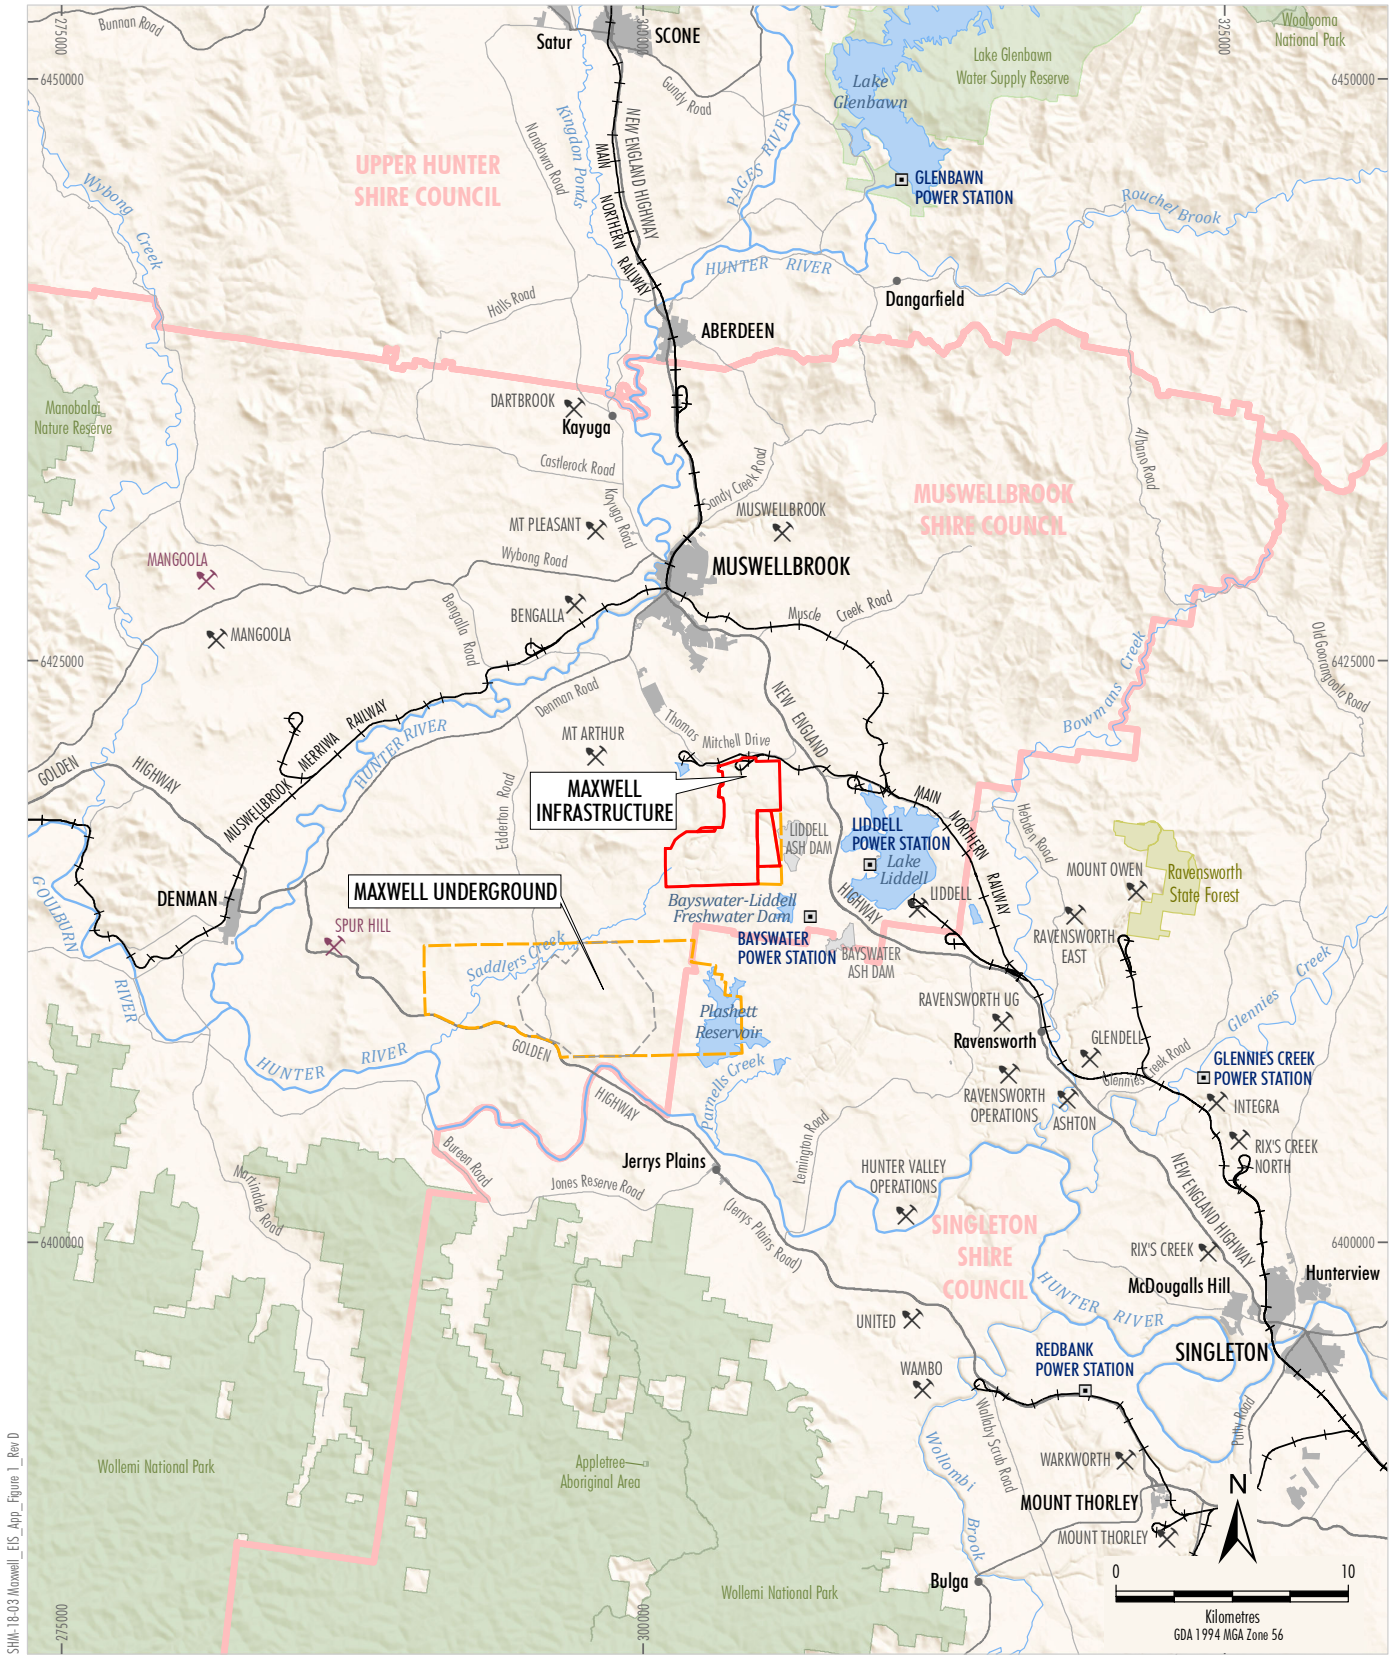 275000
300000
325000
Bunnan Road
Satur
SCONE
Woolooma
National Park
Lake Glenbawn
Water Supply Reserve
6450000
6450000
Lake
Glenbawn
Gundy Road
Kingdon Ponds
Nandowra Road
NEW ENGLAND HIGHWAY
MAIN
NORTHERN
RAILWAY
PAGES RIVER
UPPER HUNTER
SHIRE COUNCIL
Wybong
Creek
GLENBAWN
POWER STATION
Rouchel Brook
HUNTER RIVER
Dangarfield
Halls Road
ABERDEEN
Manobalai
Nature Reserve
DARTBROOK
Kayuga
Castlerock Road
Kayuga Road
Sandy Creek Road
Albano Road
MUSWELLBROOK
SHIRE COUNCIL
MT PLEASANT
MUSWELLBROOK
Wybong Road
MANGOOLA
MUSWELLBROOK
BENGALLA
Bengalla Road
Muscle
Creek Road
MANGOOLA
Old Goorangoola Road
6425000
6425000
Bowmans Creek
Denman Road
NEW ENGLAND
HIGHWAY
Thomas
Mitchell Drive
MT ARTHUR
HUNTER RIVER
MUSWELLBROOK
MERRIWA
RAILWAY
GOLDEN
HIGHWAY
Edderton Road
MAXWELL
INFRASTRUCTURE
MAIN
NORTHERN
RAILWAY
Hebden Road
LIDDELL
ASH DAM
LIDDELL
POWER STATION
Lake
Liddell
LIDDELL
MOUNT OWEN
Ravensworth
State Forest
MAXWELL UNDERGROUND
DENMAN
GOULBURN
RIVER
SPUR HILL
Bayswater-Liddell
Freshwater Dam
BAYSWATER
POWER STATION
BAYSWATER
ASH DAM
RAVENSWORTH
EAST
Saddlers Creek
Plashett
Reservoir
RAVENSWORTH UG
Ravensworth
Glennies Creek
GLENDELL
Glennies Creek Road
GLENNIES CREEK
POWER STATION
GOLDEN
HIGHWAY
HUNTER
RIVER
Parnells Creek
RAVENSWORTH
OPERATIONS
ASHTON
INTEGRA
RIX'S CREEK
NORTH
Bureen Road
Jerrys Plains
Jones Reserve Road
Lemington Road
HUNTER VALLEY
OPERATIONS
Martindale Road
(Jerrys Plains Road)
NEW ENGLAND HIGHWAY
SINGLETON
SHIRE
COUNCIL
6400000
6400000
RIX'S CREEK
McDougalls Hill
Hunterview
HUNTER RIVER
UNITED
REDBANK
POWER STATION
SINGLETON
WAMBO
Wallaby Scrub Road
Wollombi
Brook
Putty Road
WARKWORTH
Wollemi National Park
Appletree
Aboriginal Area
MOUNT THORLEY
MOUNT THORLEY
N
Bulga
Wollemi National Park
0
10
Kilometres
GDA 1994 MGA Zone 56
275000
300000
SHM-18-03 Maxwell_EIS_App_Figure 1_Rev D